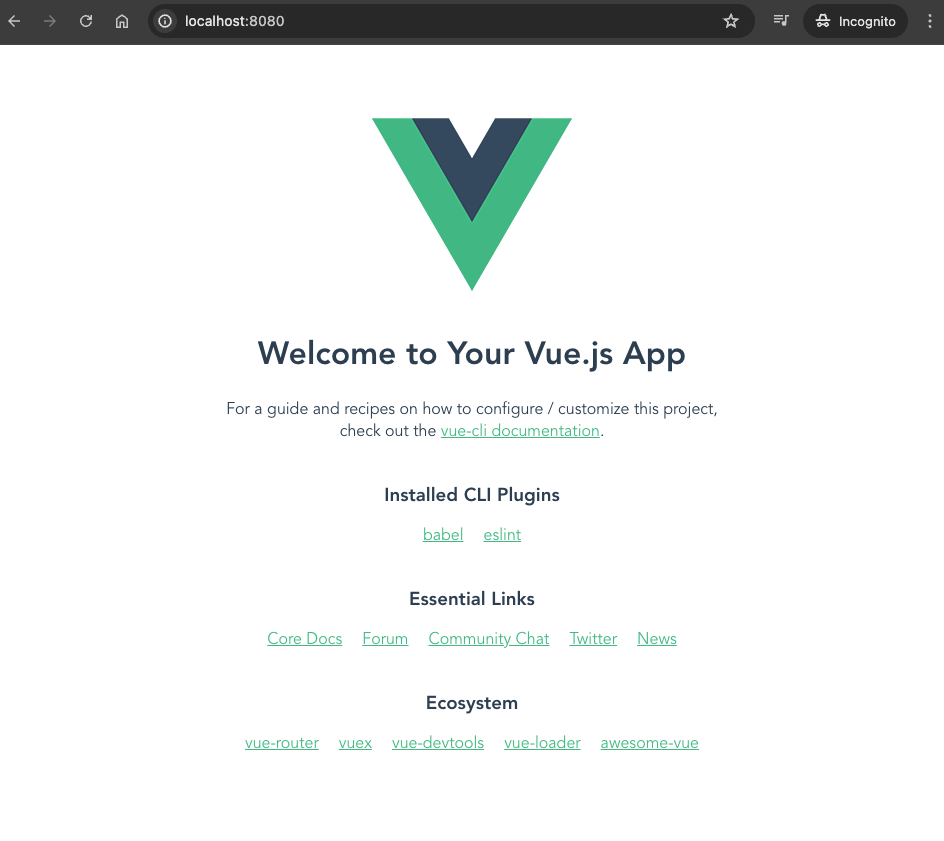 localhost:8080
Incognito
Welcome to Your Vue.js App
For a guide and recipes on how to configure / customize this project,
check out the vue-cli documentation.
Installed CLI Plugins
babel eslint
Essential Links
Core Docs Forum Community Chat Twitter News
Ecosystem
vue-router vuex vue-devtools vue-loader awesome-vue